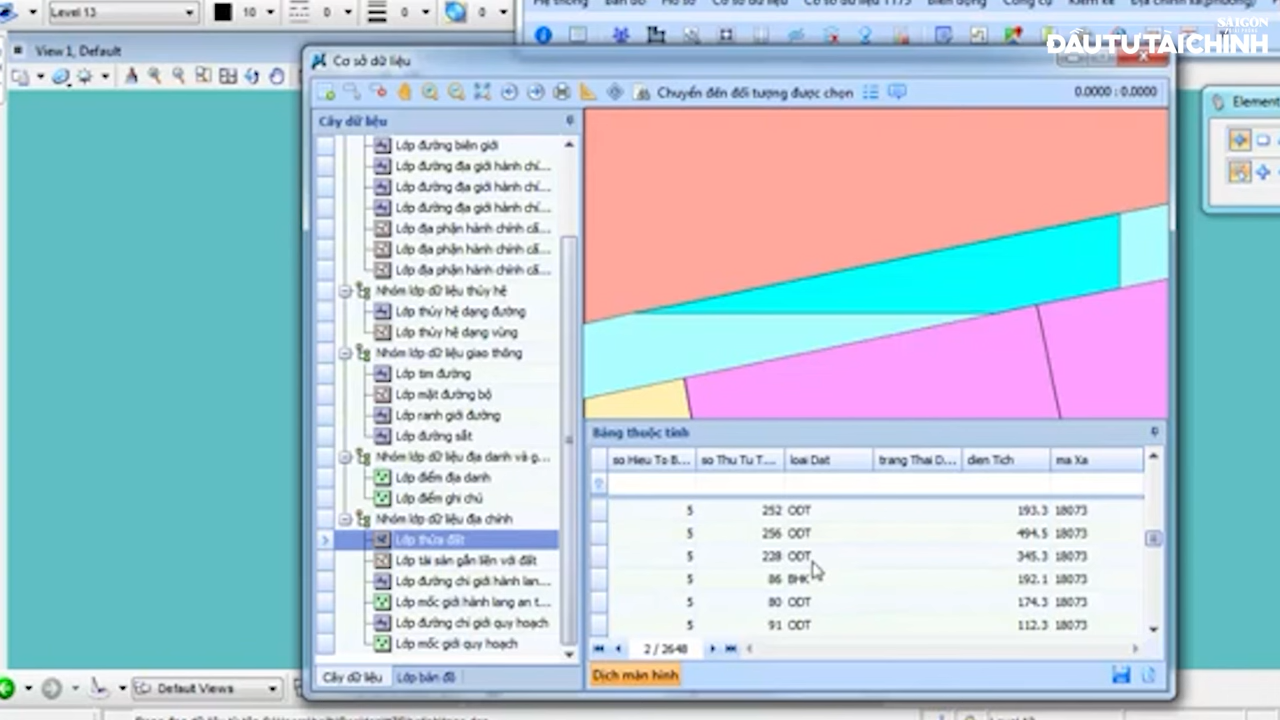 Level 13
10
0
0
0
SÀI GÒN
ĐẦU TƯ TÀI CHÍNH
View 1, Default
Cơ sở dữ liệu
Chuyển đến đối tượng được chọn
0.0000 : 0.0000
Element
Cây dữ liệu
Lớp đường biên giới
Lớp đường địa giới hành chí...
Lớp đường địa giới hành chí...
Lớp đường địa giới hành chí...
Lớp địa phận hành chính cấ...
Lớp địa phận hành chính cấ...
Lớp địa phận hành chính cấ...
Nhóm lớp dữ liệu thủy hệ
Lớp thủy hệ dạng đường
Lớp thủy hệ dạng vùng
Nhóm lớp dữ liệu giao thông
Lớp tim đường
Lớp mặt đường bộ
Lớp ranh giới đường
Lớp đường sắt
Nhóm lớp dữ liệu địa danh và g...
Lớp điểm địa danh
Lớp điểm ghi chú
Nhóm lớp dữ liệu địa chính
Lớp thửa đất
Lớp tài sản gắn liền với đất
Lớp đường chỉ giới hành lan...
Lớp mốc giới hành lang an t...
Lớp đường chỉ giới quy hoạch
Lớp mốc giới quy hoạch
Cây dữ liệu Lớp bản đồ
Bảng thuộc tính
so Hieu To B... so Thu Tu T... loai Dat trang Thai D... dien Tich ma Xa
5 252 ODT 193.3 18073
5 256 ODT 494.5 18073
5 228 ODT 345.3 18073
5 86 BHK 192.1 18073
5 80 ODT 174.3 18073
5 91 ODT 112.3 18073
2 / 2648
Dịch màn hình
Default Views